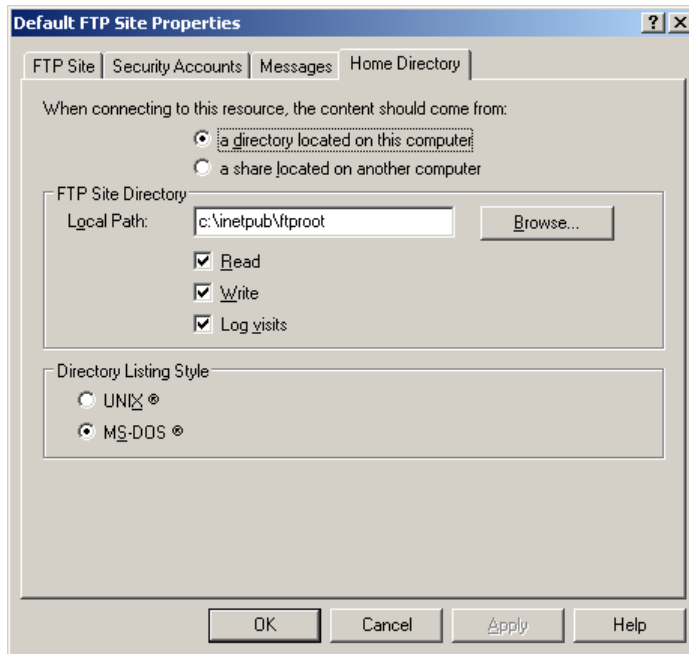 Default FTP Site Properties
FTP Site Security Accounts Messages Home Directory
When connecting to this resource, the content should come from:
a directory located on this computer
a share located on another computer
FTP Site Directory
Local Path: c:\inetpub\ftproot Browse...
Read
Write
Log visits
Directory Listing Style
UNIX ®
MS-DOS ®
OK Cancel Apply Help